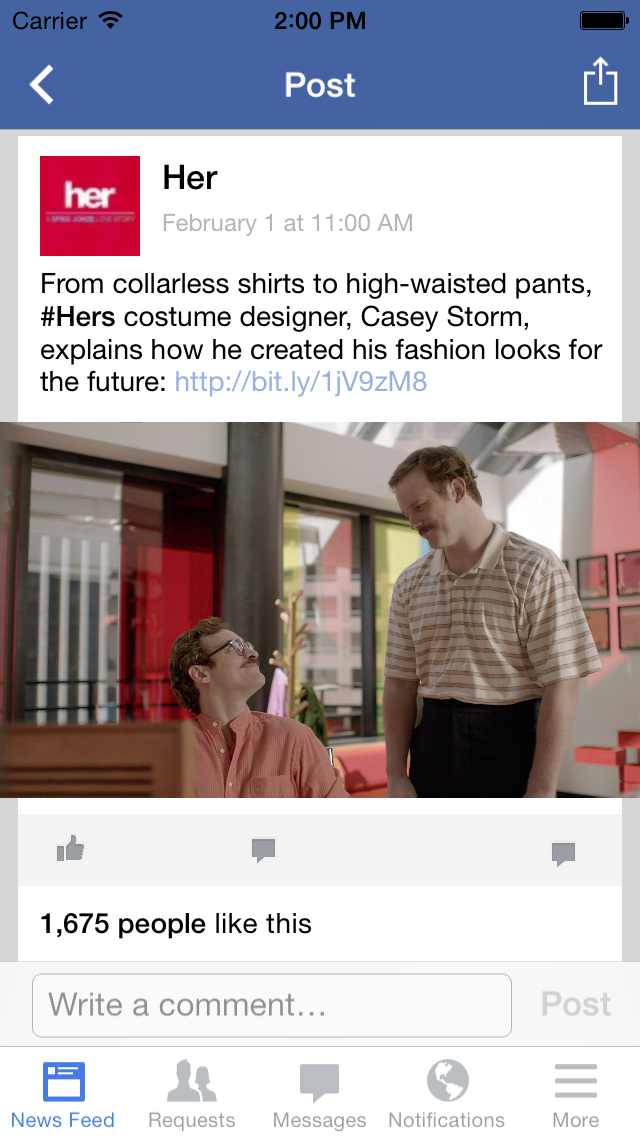 Carrier 2:00 PM
Post
her
A SPIKE JONZE LOVE STORY
Her
February 1 at 11:00 AM
From collarless shirts to high-waisted pants,
#Hers costume designer, Casey Storm,
explains how he created his fashion looks for
the future: http://bit.ly/1jV9zM8
1,675 people like this
Write a comment...
Post
News Feed Requests Messages Notifications More